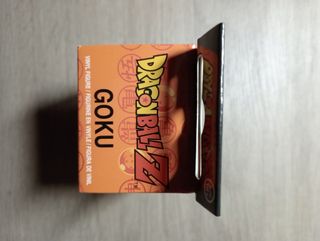 DRAGON BALL Z
GOKU
VINYL FIGURE / FIGURINE EN VINYLE / FIGURA DE VINIL